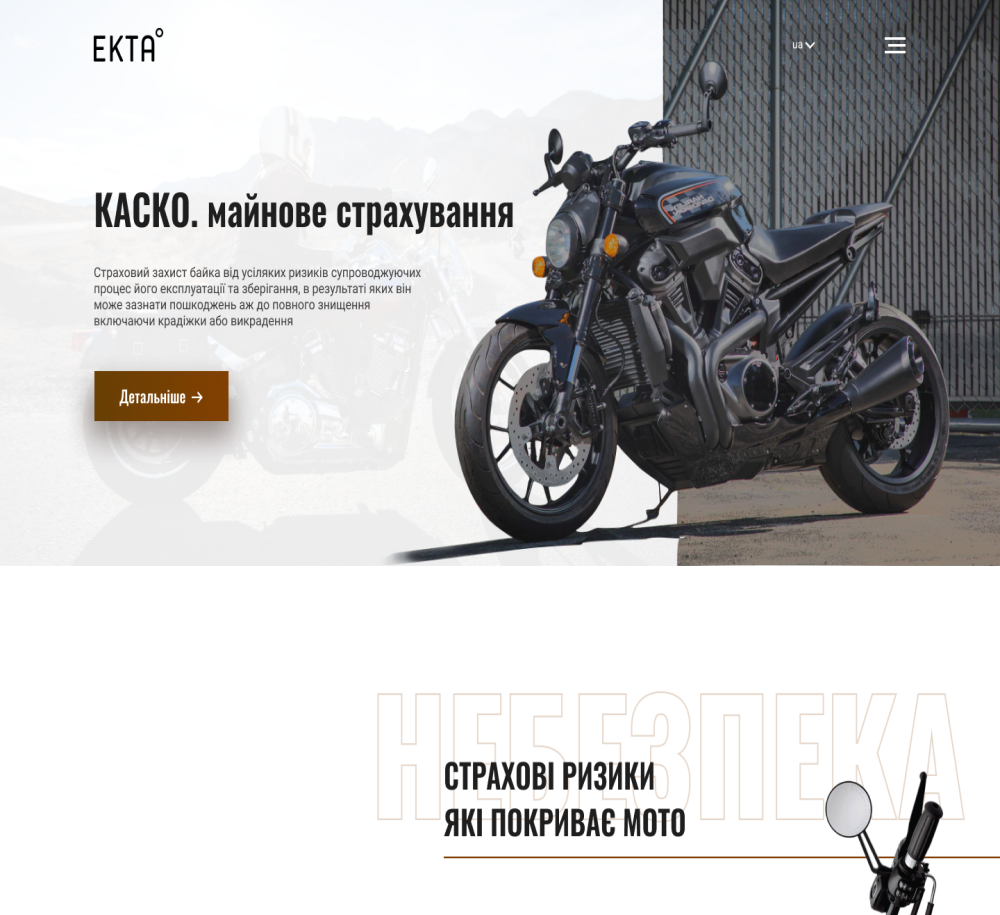 EKTA°
ua
КАСКО. майнове страхування
Страховий захист байка від усіляких ризиків супроводжуючих
процес його експлуатації та зберігання, в результаті яких він
може зазнати пошкоджень аж до повного знищення
включаючи крадіжки або викрадення
Детальніше →
НЕБЕЗПЕКА
СТРАХОВІ РИЗИКИ
ЯКІ ПОКРИВАЄ МОТО